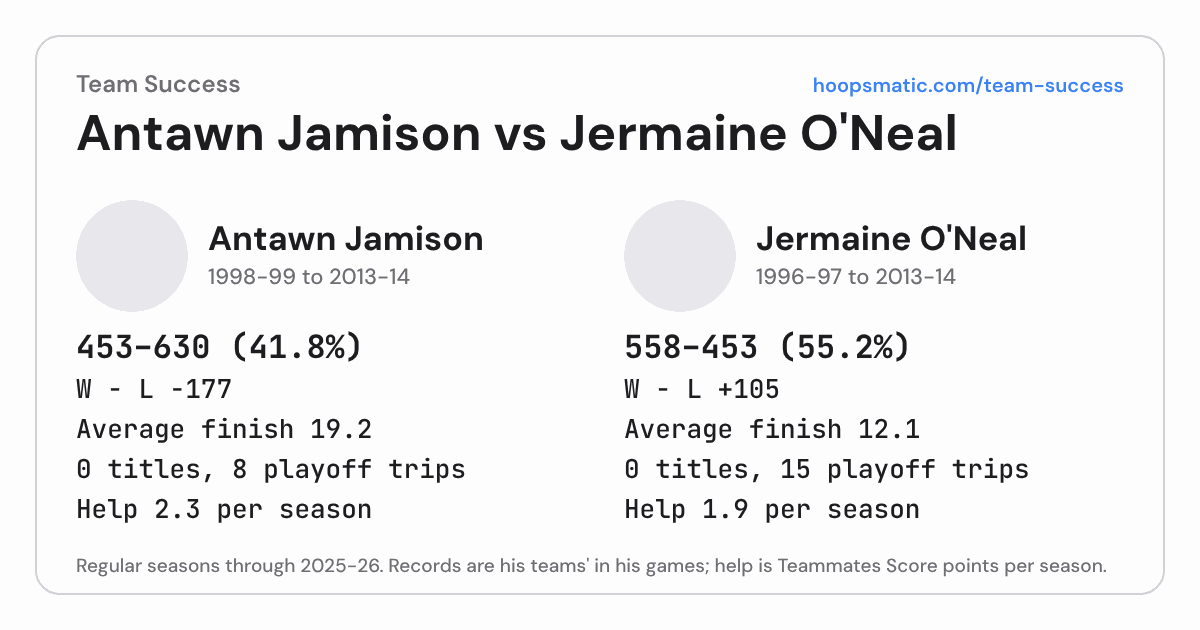 Team Success
hoopsmatic.com/team-success
Antawn Jamison vs Jermaine O'Neal
Antawn Jamison
1998-99 to 2013-14
453-630 (41.8%)
W - L -177
Average finish 19.2
0 titles, 8 playoff trips
Help 2.3 per season
Jermaine O'Neal
1996-97 to 2013-14
558-453 (55.2%)
W - L +105
Average finish 12.1
0 titles, 15 playoff trips
Help 1.9 per season
Regular seasons through 2025-26. Records are his teams' in his games; help is Teammates Score points per season.